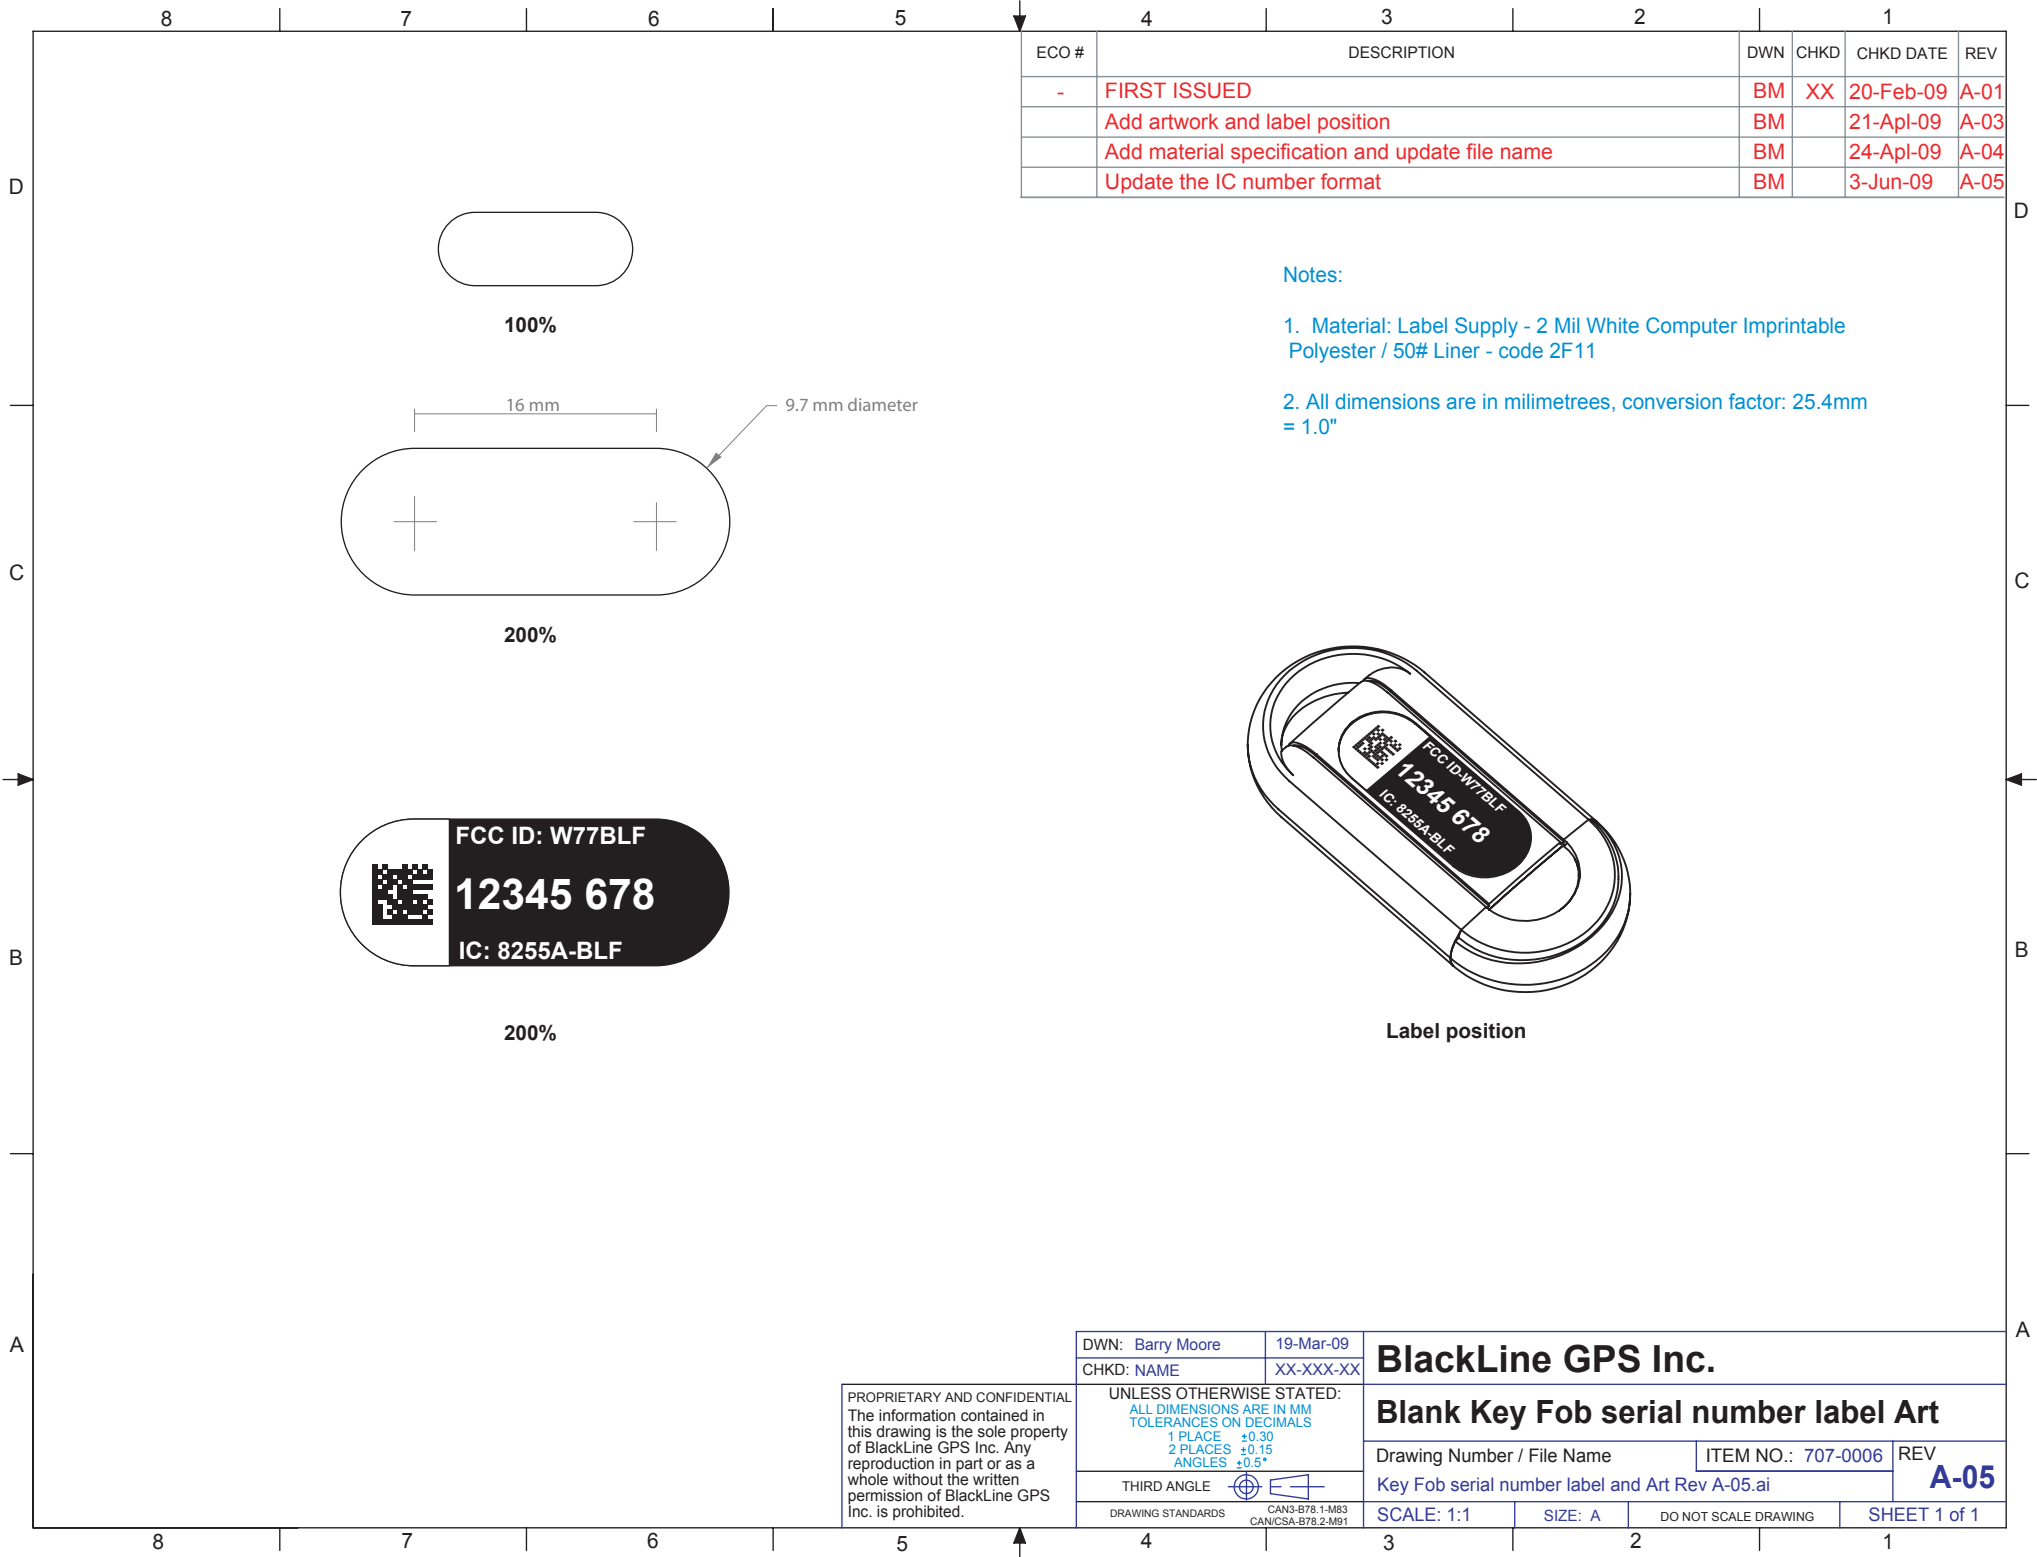 8 7 6 5 4 3 2 1
ECO # DESCRIPTION DWN CHKD CHKD DATE REV
- FIRST ISSUED BM XX 20-Feb-09 A-01
Add artwork and label position BM 21-Apl-09 A-03
Add material specification and update file name BM 24-Apl-09 A-04
Update the IC number format BM 3-Jun-09 A-05
D D
Notes:
100%
1. Material: Label Supply - 2 Mil White Computer Imprintable
Polyester / 50# Liner - code 2F11
16 mm 9.7 mm diameter
2. All dimensions are in milimetrees, conversion factor: 25.4mm
= 1.0"
C C
200%
FCC ID: W77BLF
12345 678
IC: 8255A-BLF
200%
FCC ID-W77BLF
12345 678
IC: 8255A-BLF
Label position
B B
A A
DWN: Barry Moore 19-Mar-09
CHKD: NAME XX-XXX-XX
BlackLine GPS Inc.
PROPRIETARY AND CONFIDENTIAL
The information contained in
this drawing is the sole property
of BlackLine GPS Inc. Any
reproduction in part or as a
whole without the written
permission of BlackLine GPS
Inc. is prohibited.
UNLESS OTHERWISE STATED:
ALL DIMENSIONS ARE IN MM
TOLERANCES ON DECIMALS
1 PLACE ±0.30
2 PLACES ±0.15
ANGLES ±0.5°
THIRD ANGLE
DRAWING STANDARDS CAN3-B78.1-M83
CAN/CSA-B78.2-M91
Blank Key Fob serial number label Art
Drawing Number / File Name ITEM NO.: 707-0006 REV
Key Fob serial number label and Art Rev A-05.ai A-05
SCALE: 1:1 SIZE: A DO NOT SCALE DRAWING SHEET 1 of 1
8 7 6 5 4 3 2 1